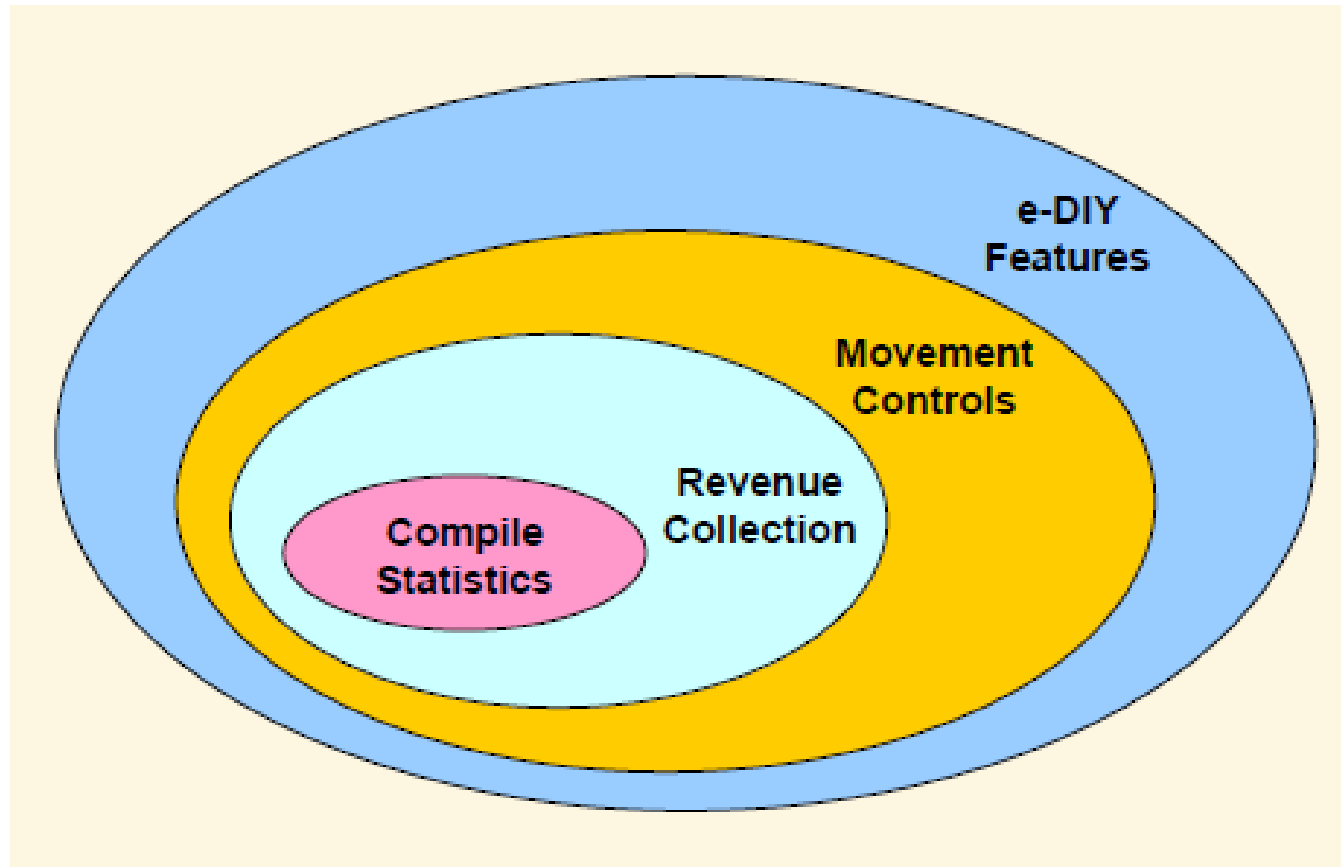 e-DIY
Features
Movement
Controls
Revenue
Collection
Compile
Statistics